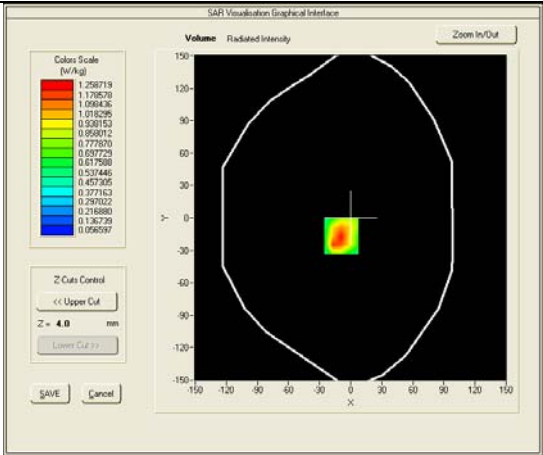 SAR Visualisation Graphical Interface
Volume Radiated Intensity
Zoom In/Out
Colors Scale
(W/kg)
1.258719
1.178578
1.098436
1.018295
0.938153
0.858012
0.777870
0.697729
0.617588
0.537446
0.457305
0.377163
0.297022
0.216880
0.136739
0.056597
Z Cuts Control
<< Upper Cut
Z = 4.0 mm
Lower Cut >>
SAVE Cancel
150-
120-
90-
60-
30-
0-
-30-
-60-
-90-
-120-
-150-
Y
-150 -120 -90 -60 -30 0 30 60 90 120 150
X